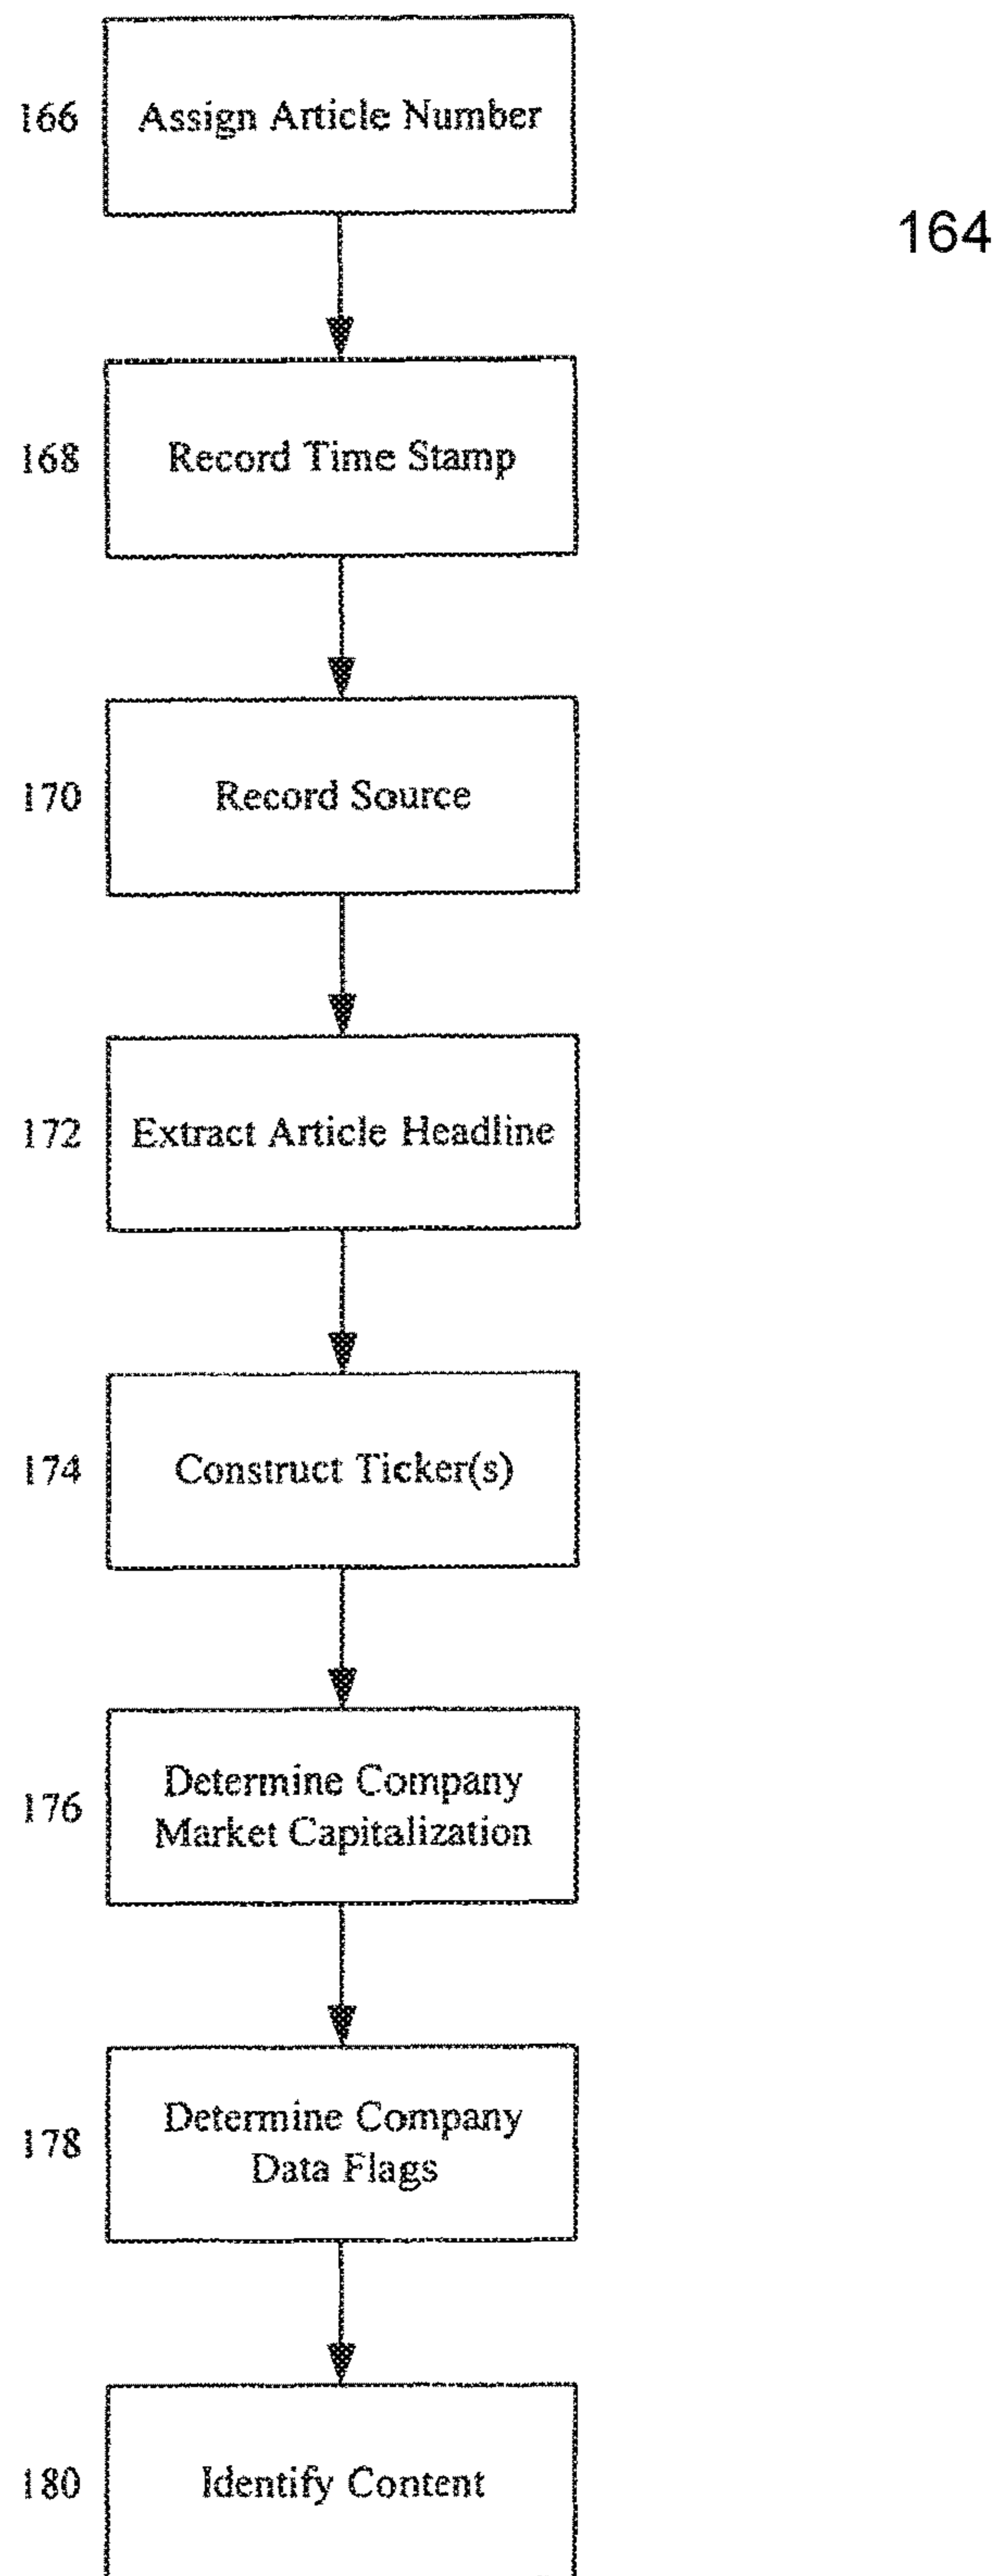 166 Assign Article Number
164
168 Record Time Stamp
170 Record Source
172 Extract Article Headline
174 Construct Ticker(s)
176 Determine Company
Market Capitalization
178 Determine Company
Data Flags
180 Identify Content